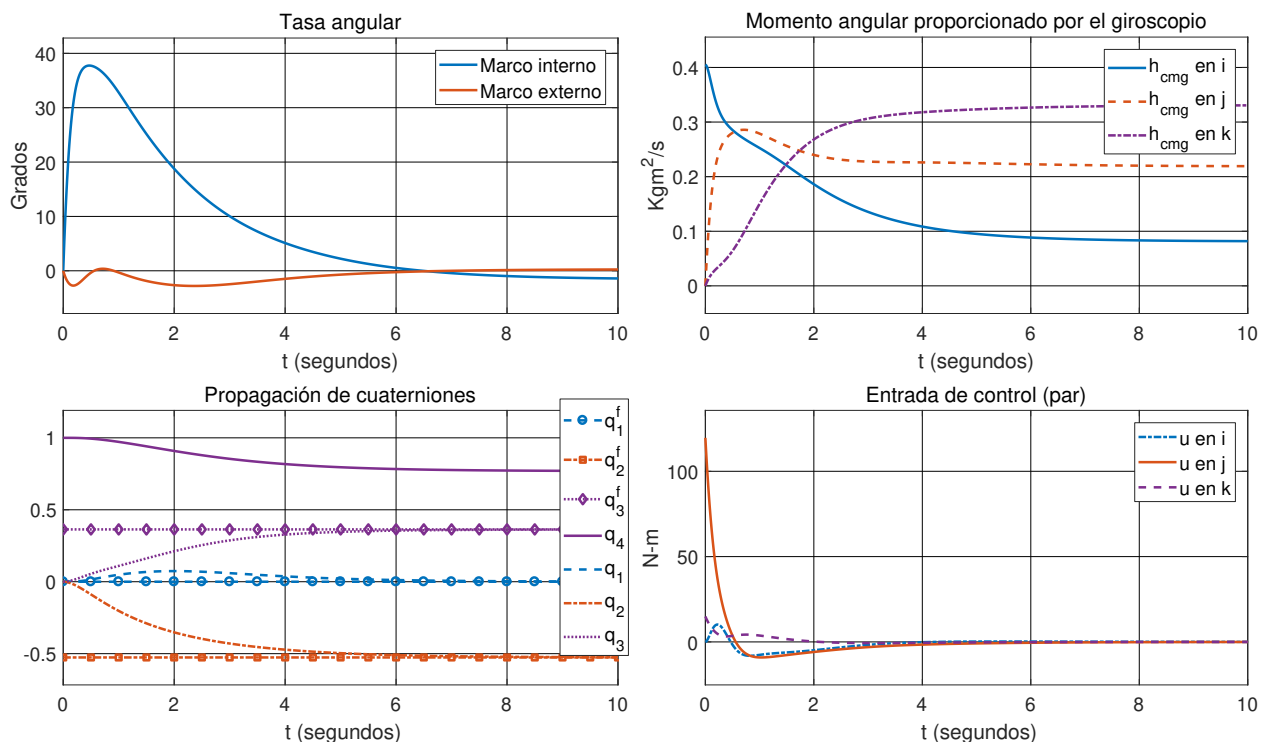 Tasa angular
Grados
40
30
20
10
0
0 2 4 6 8 10
t (segundos)
Marco interno
Marco externo
Momento angular proporcionado por el giroscopio
Kgm²/s
0.4
0.3
0.2
0.1
0
0 2 4 6 8 10
t (segundos)
h_cmg en i
h_cmg en j
h_cmg en k
Propagación de cuaterniones
1
0.5
0
-0.5
0 2 4 6 8 10
t (segundos)
q_1^f
q_2^f
q_3^f
q_4
q_1
q_2
q_3
Entrada de control (par)
N-m
100
50
0
0 2 4 6 8 10
t (segundos)
u en i
u en j
u en k